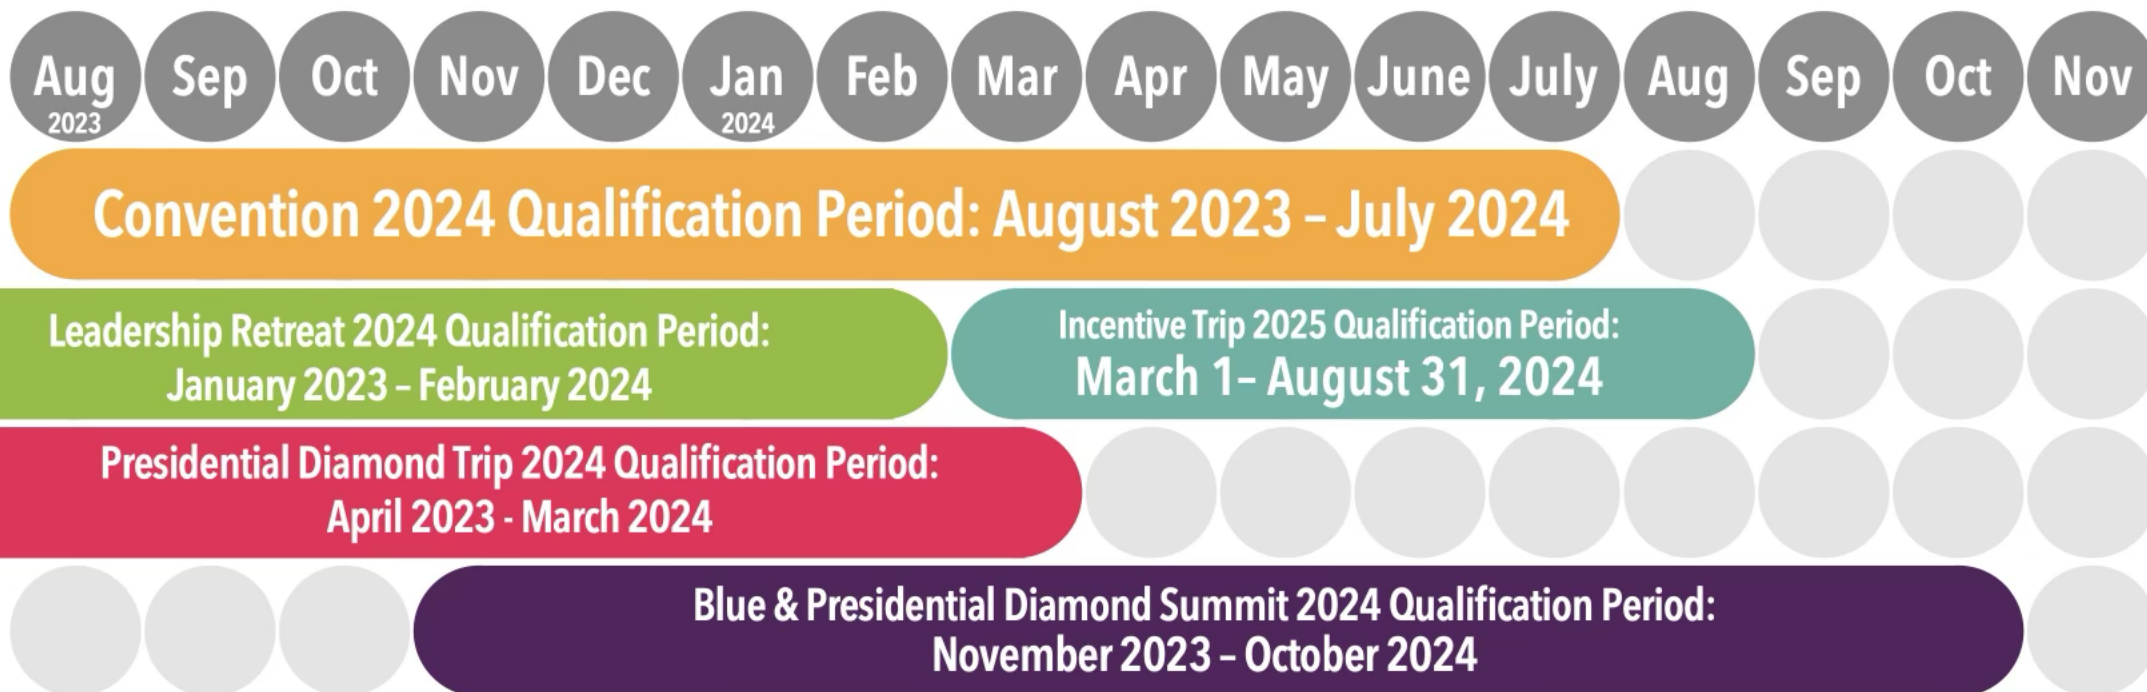 Aug Sep Oct Nov Dec Jan Feb Mar Apr May June July Aug Sep Oct Nov
2023 2024
Convention 2024 Qualification Period: August 2023 – July 2024
Leadership Retreat 2024 Qualification Period:
January 2023 – February 2024
Incentive Trip 2025 Qualification Period:
March 1– August 31, 2024
Presidential Diamond Trip 2024 Qualification Period:
April 2023 - March 2024
Blue & Presidential Diamond Summit 2024 Qualification Period:
November 2023 – October 2024